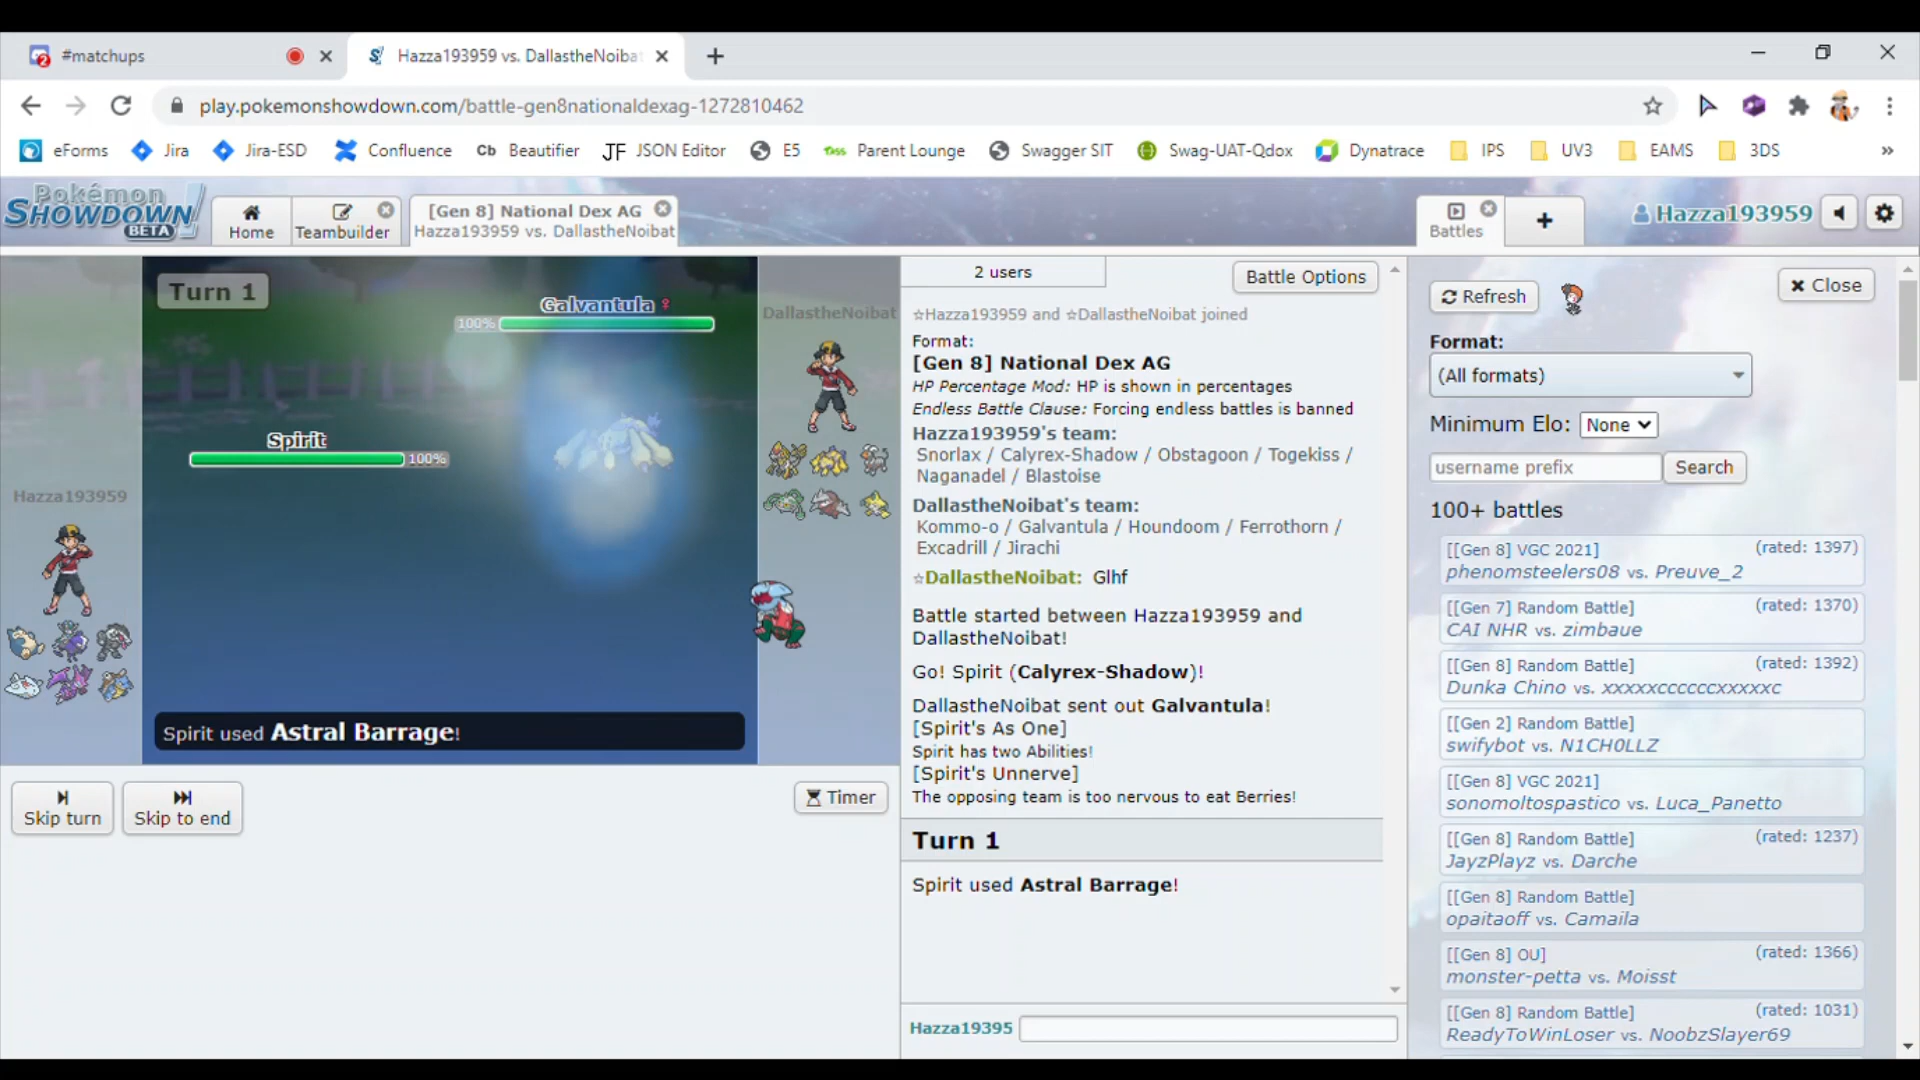 #matchups
Hazza193959 vs. DallastheNoiba
play.pokemonshowdown.com/battle-gen8nationaldexag-1272810462
eForms Jira Jira-ESD Confluence Cb Beautifier JF JSON Editor E5 Parent Lounge Swagger SIT Swag-UAT-Qdox Dynatrace IPS UV3 EAMS 3DS »
Pokémon
SHOWDOWN!
BETA
Home
Teambuilder
[Gen 8] National Dex AG
Hazza193959 vs. DallastheNoibat
Battles
Hazza193959
Turn 1
Galvantula ♀
100%
Spirit
100%
Hazza193959
DallastheNoibat
Spirit used Astral Barrage!
Skip turn
Skip to end
Timer
2 users
Battle Options
☆Hazza193959 and ☆DallastheNoibat joined
Format:
[Gen 8] National Dex AG
HP Percentage Mod: HP is shown in percentages
Endless Battle Clause: Forcing endless battles is banned
Hazza193959's team:
Snorlax / Calyrex-Shadow / Obstagoon / Togekiss /
Naganadel / Blastoise
DallastheNoibat's team:
Kommo-o / Galvantula / Houndoom / Ferrothorn /
Excadrill / Jirachi
☆DallastheNoibat: Glhf
Battle started between Hazza193959 and
DallastheNoibat!
Go! Spirit (Calyrex-Shadow)!
DallastheNoibat sent out Galvantula!
[Spirit's As One]
Spirit has two Abilities!
[Spirit's Unnerve]
The opposing team is too nervous to eat Berries!
Turn 1
Spirit used Astral Barrage!
Hazza19395
Refresh
Close
Format:
(All formats)
Minimum Elo: None
username prefix
Search
100+ battles
[[Gen 8] VGC 2021] (rated: 1397)
phenomsteelers08 vs. Preuve_2
[[Gen 7] Random Battle] (rated: 1370)
CAI NHR vs. zimbaue
[[Gen 8] Random Battle] (rated: 1392)
Dunka Chino vs. xxxxxccccccxxxxxc
[[Gen 2] Random Battle]
swifybot vs. N1CH0LLZ
[[Gen 8] VGC 2021]
sonomoltospastico vs. Luca_Panetto
[[Gen 8] Random Battle] (rated: 1237)
JayzPlayz vs. Darche
[[Gen 8] Random Battle]
opaitaoff vs. Camaila
[[Gen 8] OU] (rated: 1366)
monster-petta vs. Moisst
[[Gen 8] Random Battle] (rated: 1031)
ReadyToWinLoser vs. NoobzSlayer69